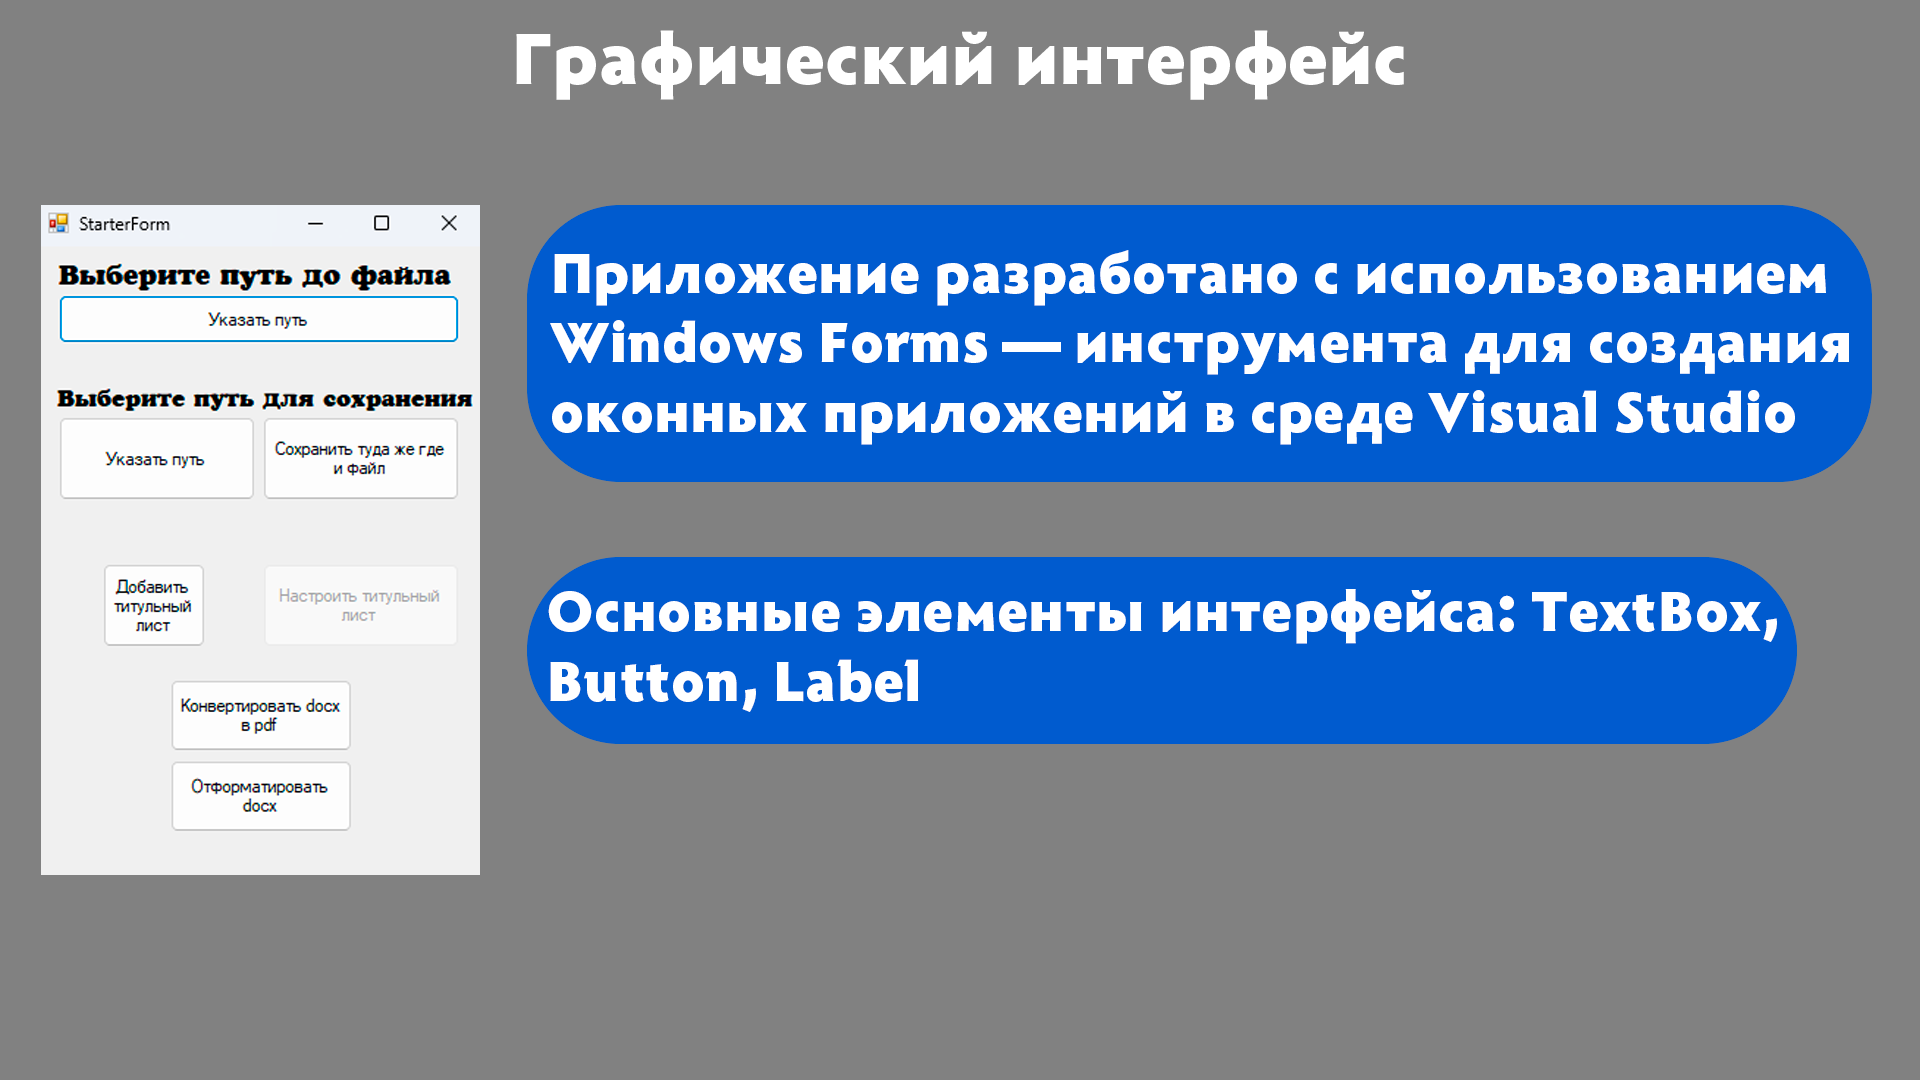 Графический интерфейс
StarterForm
Выберите путь до файла
Указать путь
Выберите путь для сохранения
Указать путь
Сохранить туда же где
и файл
Добавить
титульный
лист
Настроить титульный
лист
Конвертировать docx
в pdf
Отформатировать
docx
Приложение разработано с использованием
Windows Forms — инструмента для создания
оконных приложений в среде Visual Studio
Основные элементы интерфейса: TextBox,
Button, Label